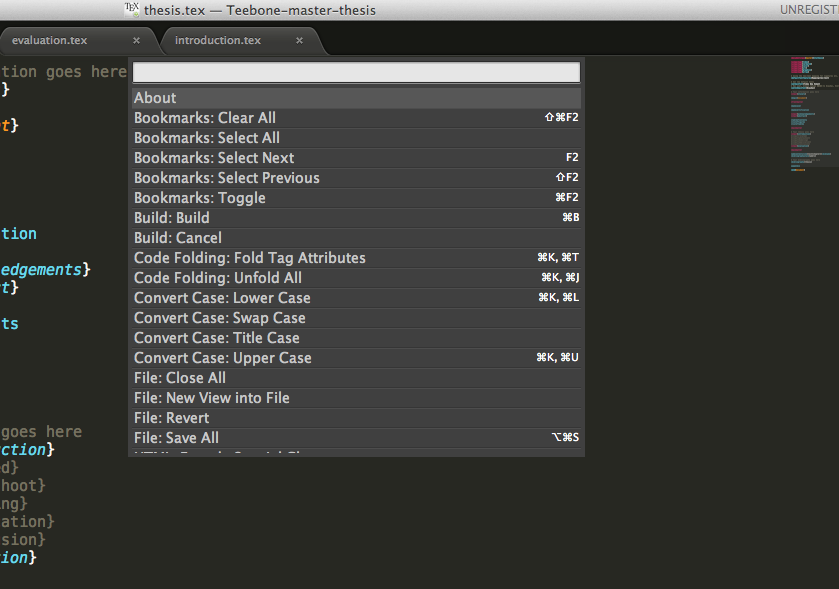 thesis.tex — Teebone-master-thesis
UNREGIST
evaluation.tex ×
introduction.tex ×
tion goes here
}
t}
tion
edgements}
t}
ts
goes here
ction}
d}
hoot}
ng}
ation}
sion}
ion}
About
Bookmarks: Clear All ⇧⌘F2
Bookmarks: Select All
Bookmarks: Select Next F2
Bookmarks: Select Previous ⇧F2
Bookmarks: Toggle ⌘F2
Build: Build ⌘B
Build: Cancel
Code Folding: Fold Tag Attributes ⌘K, ⌘T
Code Folding: Unfold All ⌘K, ⌘J
Convert Case: Lower Case ⌘K, ⌘L
Convert Case: Swap Case
Convert Case: Title Case
Convert Case: Upper Case ⌘K, ⌘U
File: Close All
File: New View into File
File: Revert
File: Save All ⌥⌘S